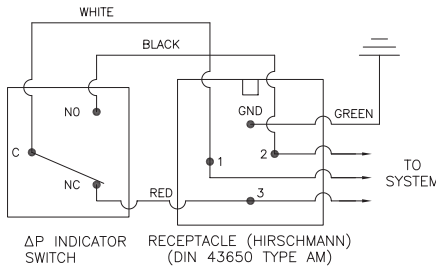 WHITE
BLACK
NO
GND
GREEN
C
1
2
NC
RED
3
TO
SYSTEM
ΔP INDICATOR
SWITCH
RECEPTACLE (HIRSCHMANN)
(DIN 43650 TYPE AM)